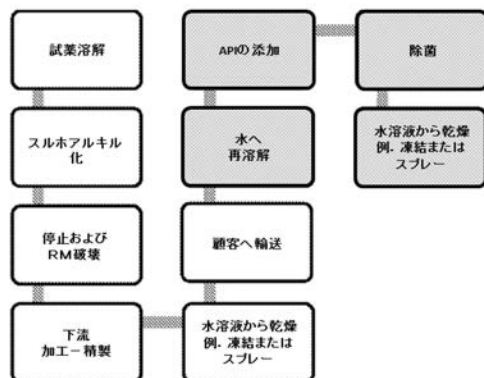 試薬溶解
スルホアルキル
化
停止および
RM破壊
下流
加工－精製
水溶液から乾燥
例．凍結または
スプレー
顧客へ輸送
水へ
再溶解
APIの添加
除菌
水溶液から乾燥
例．凍結または
スプレー